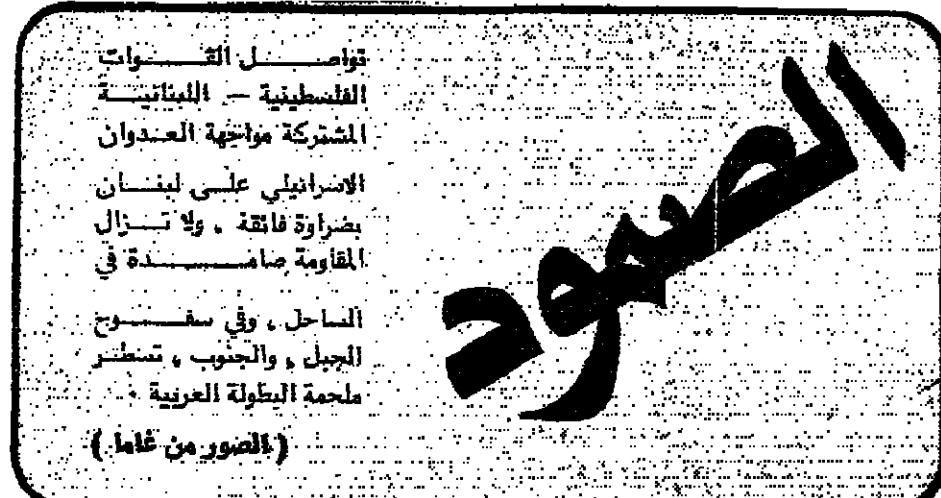 الصمود
تواصل القوات
الفلسطينية – اللبنانية
المشتركة مواجهة العدوان
الاسرائيلي على لبنان
بضراوة فائقة ، ولا تزال
المقاومة صامدة في
الساحل ، وفي سفوح
الجبل ، والجنوب ، تسطر
ملحمة البطولة العربية .
( الصور من غاما )